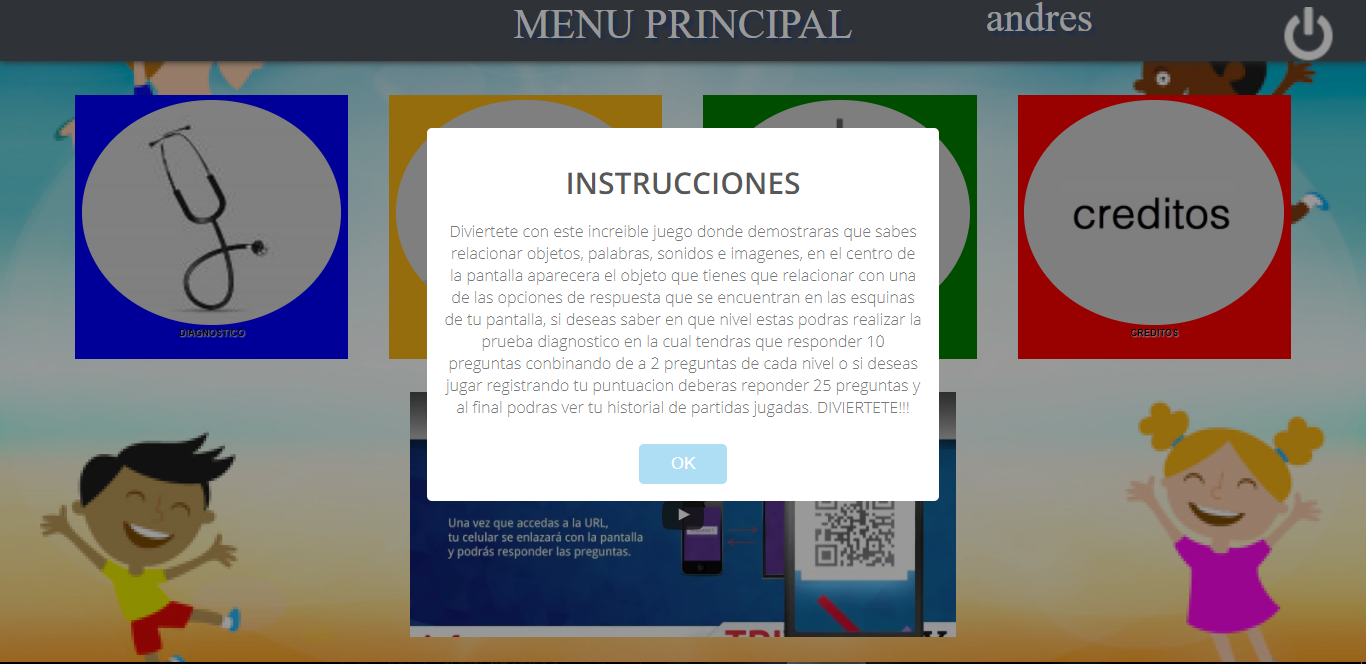 MENU PRINCIPAL
andres
INSTRUCCIONES
Diviertete con este increible juego donde demostraras que sabes
relacionar objetos, palabras, sonidos e imagenes, en el centro de
la pantalla aparecera el objeto que tienes que relacionar con una
de las opciones de respuesta que se encuentran en las esquinas
de tu pantalla, si deseas saber en que nivel estas podras realizar la
prueba diagnostico en la cual tendras que responder 10
preguntas conbinando de a 2 preguntas de cada nivel o si deseas
jugar registrando tu puntuacion deberas reponder 25 preguntas y
al final podras ver tu historial de partidas jugadas. DIVIERTETE!!!
OK
creditos
DIAGNOSTICO
CREDITOS
Una vez que accedas a la URL,
tu celular se enlazará con la pantalla
y podrás responder las preguntas.